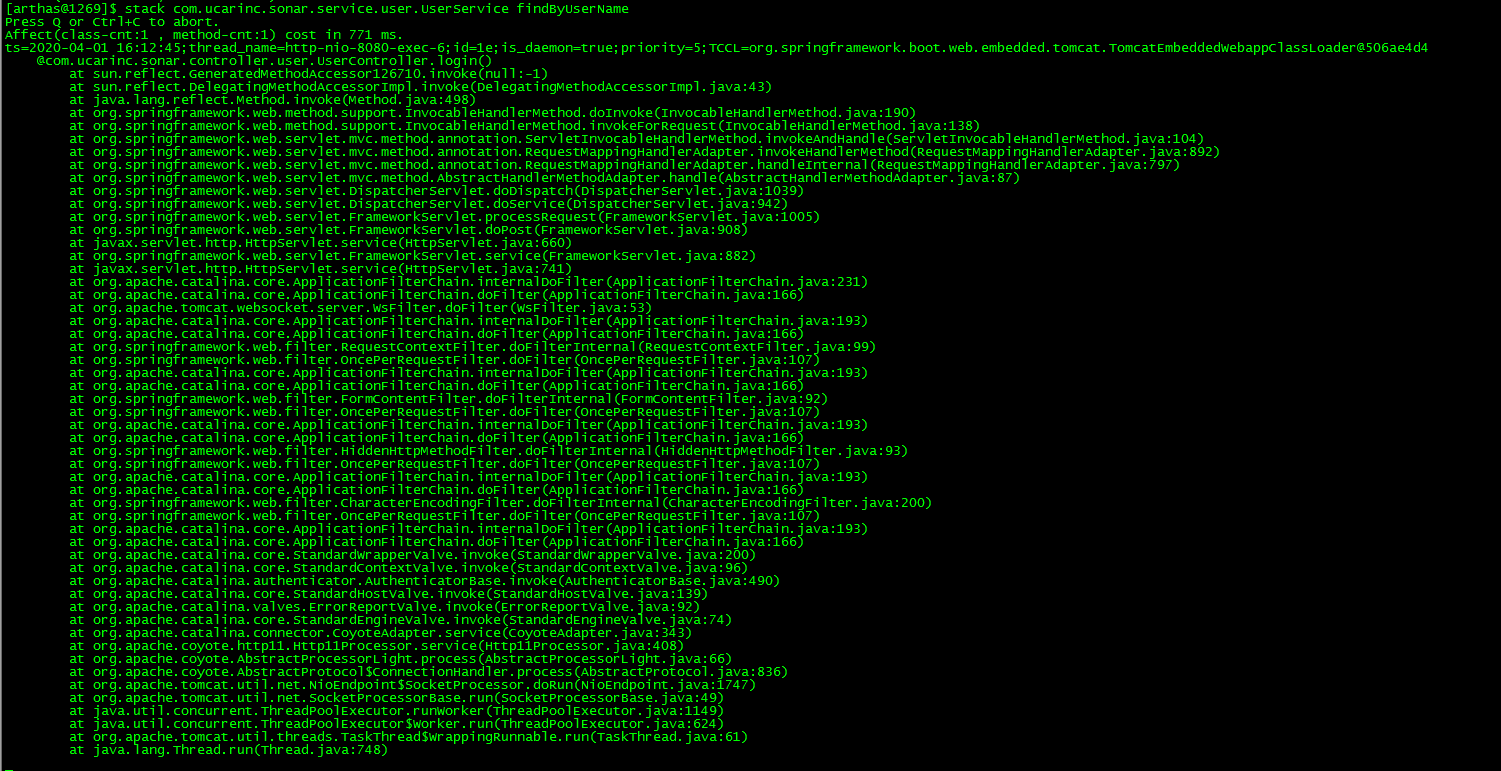 [arthas@1269]$ stack com.ucarinc.sonar.service.user.UserService findByUserName
Press Q or Ctrl+C to abort.
Affect(class-cnt:1 , method-cnt:1) cost in 771 ms.
ts=2020-04-01 16:12:45;thread_name=http-nio-8080-exec-6;id=1e;is_daemon=true;priority=5;TCCL=org.springframework.boot.web.embedded.tomcat.TomcatEmbeddedWebappClassLoader@506ae4d4
@com.ucarinc.sonar.controller.user.UserController.login()
at sun.reflect.GeneratedMethodAccessor126710.invoke(null:-1)
at sun.reflect.DelegatingMethodAccessorImpl.invoke(DelegatingMethodAccessorImpl.java:43)
at java.lang.reflect.Method.invoke(Method.java:498)
at org.springframework.web.method.support.InvocableHandlerMethod.doInvoke(InvocableHandlerMethod.java:190)
at org.springframework.web.method.support.InvocableHandlerMethod.invokeForRequest(InvocableHandlerMethod.java:138)
at org.springframework.web.servlet.mvc.method.annotation.ServletInvocableHandlerMethod.invokeAndHandle(ServletInvocableHandlerMethod.java:104)
at org.springframework.web.servlet.mvc.method.annotation.RequestMappingHandlerAdapter.invokeHandlerMethod(RequestMappingHandlerAdapter.java:892)
at org.springframework.web.servlet.mvc.method.annotation.RequestMappingHandlerAdapter.handleInternal(RequestMappingHandlerAdapter.java:797)
at org.springframework.web.servlet.mvc.method.AbstractHandlerMethodAdapter.handle(AbstractHandlerMethodAdapter.java:87)
at org.springframework.web.servlet.DispatcherServlet.doDispatch(DispatcherServlet.java:1039)
at org.springframework.web.servlet.DispatcherServlet.doService(DispatcherServlet.java:942)
at org.springframework.web.servlet.FrameworkServlet.processRequest(FrameworkServlet.java:1005)
at org.springframework.web.servlet.FrameworkServlet.doPost(FrameworkServlet.java:908)
at javax.servlet.http.HttpServlet.service(HttpServlet.java:660)
at org.springframework.web.servlet.FrameworkServlet.service(FrameworkServlet.java:882)
at javax.servlet.http.HttpServlet.service(HttpServlet.java:741)
at org.apache.catalina.core.ApplicationFilterChain.internalDoFilter(ApplicationFilterChain.java:231)
at org.apache.catalina.core.ApplicationFilterChain.doFilter(ApplicationFilterChain.java:166)
at org.apache.tomcat.websocket.server.WsFilter.doFilter(WsFilter.java:53)
at org.apache.catalina.core.ApplicationFilterChain.internalDoFilter(ApplicationFilterChain.java:193)
at org.apache.catalina.core.ApplicationFilterChain.doFilter(ApplicationFilterChain.java:166)
at org.springframework.web.filter.RequestContextFilter.doFilterInternal(RequestContextFilter.java:99)
at org.springframework.web.filter.OncePerRequestFilter.doFilter(OncePerRequestFilter.java:107)
at org.apache.catalina.core.ApplicationFilterChain.internalDoFilter(ApplicationFilterChain.java:193)
at org.apache.catalina.core.ApplicationFilterChain.doFilter(ApplicationFilterChain.java:166)
at org.springframework.web.filter.FormContentFilter.doFilterInternal(FormContentFilter.java:92)
at org.springframework.web.filter.OncePerRequestFilter.doFilter(OncePerRequestFilter.java:107)
at org.apache.catalina.core.ApplicationFilterChain.internalDoFilter(ApplicationFilterChain.java:193)
at org.apache.catalina.core.ApplicationFilterChain.doFilter(ApplicationFilterChain.java:166)
at org.springframework.web.filter.HiddenHttpMethodFilter.doFilterInternal(HiddenHttpMethodFilter.java:93)
at org.springframework.web.filter.OncePerRequestFilter.doFilter(OncePerRequestFilter.java:107)
at org.apache.catalina.core.ApplicationFilterChain.internalDoFilter(ApplicationFilterChain.java:193)
at org.apache.catalina.core.ApplicationFilterChain.doFilter(ApplicationFilterChain.java:166)
at org.springframework.web.filter.CharacterEncodingFilter.doFilterInternal(CharacterEncodingFilter.java:200)
at org.springframework.web.filter.OncePerRequestFilter.doFilter(OncePerRequestFilter.java:107)
at org.apache.catalina.core.ApplicationFilterChain.internalDoFilter(ApplicationFilterChain.java:193)
at org.apache.catalina.core.ApplicationFilterChain.doFilter(ApplicationFilterChain.java:166)
at org.apache.catalina.core.StandardWrapperValve.invoke(StandardWrapperValve.java:200)
at org.apache.catalina.core.StandardContextValve.invoke(StandardContextValve.java:96)
at org.apache.catalina.authenticator.AuthenticatorBase.invoke(AuthenticatorBase.java:490)
at org.apache.catalina.core.StandardHostValve.invoke(StandardHostValve.java:139)
at org.apache.catalina.valves.ErrorReportValve.invoke(ErrorReportValve.java:92)
at org.apache.catalina.core.StandardEngineValve.invoke(StandardEngineValve.java:74)
at org.apache.catalina.connector.CoyoteAdapter.service(CoyoteAdapter.java:343)
at org.apache.coyote.http11.Http11Processor.service(Http11Processor.java:408)
at org.apache.coyote.AbstractProcessorLight.process(AbstractProcessorLight.java:66)
at org.apache.coyote.AbstractProtocol$ConnectionHandler.process(AbstractProtocol.java:836)
at org.apache.tomcat.util.net.NioEndpoint$SocketProcessor.doRun(NioEndpoint.java:1747)
at org.apache.tomcat.util.net.SocketProcessorBase.run(SocketProcessorBase.java:49)
at java.util.concurrent.ThreadPoolExecutor.runWorker(ThreadPoolExecutor.java:1149)
at java.util.concurrent.ThreadPoolExecutor$Worker.run(ThreadPoolExecutor.java:624)
at org.apache.tomcat.util.threads.TaskThread$WrappingRunnable.run(TaskThread.java:61)
at java.lang.Thread.run(Thread.java:748)